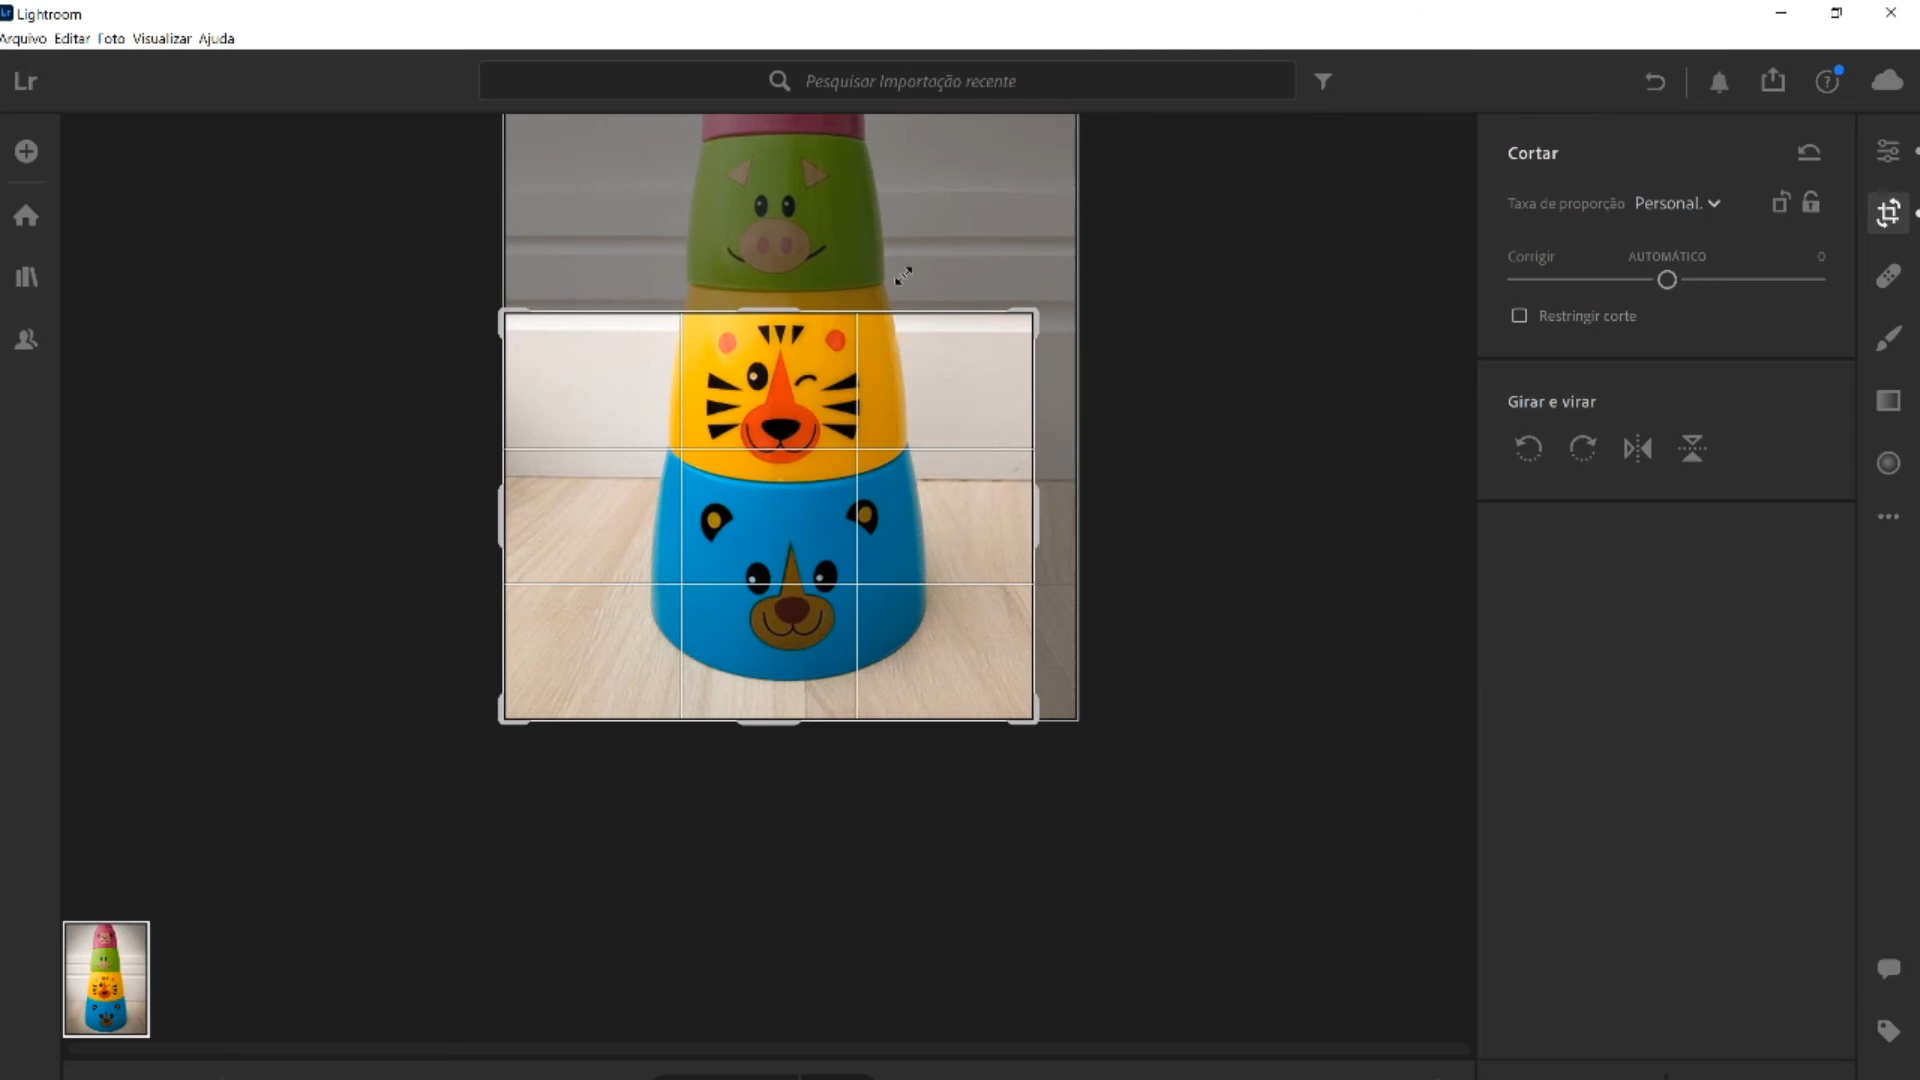 Lr Lightroom
Arquivo Editar Foto Visualizar Ajuda
Lr
Pesquisar Importação recente
?
Cortar
Taxa de proporção Personal.
Corrigir AUTOMÁTICO 0
Restringir corte
Girar e virar